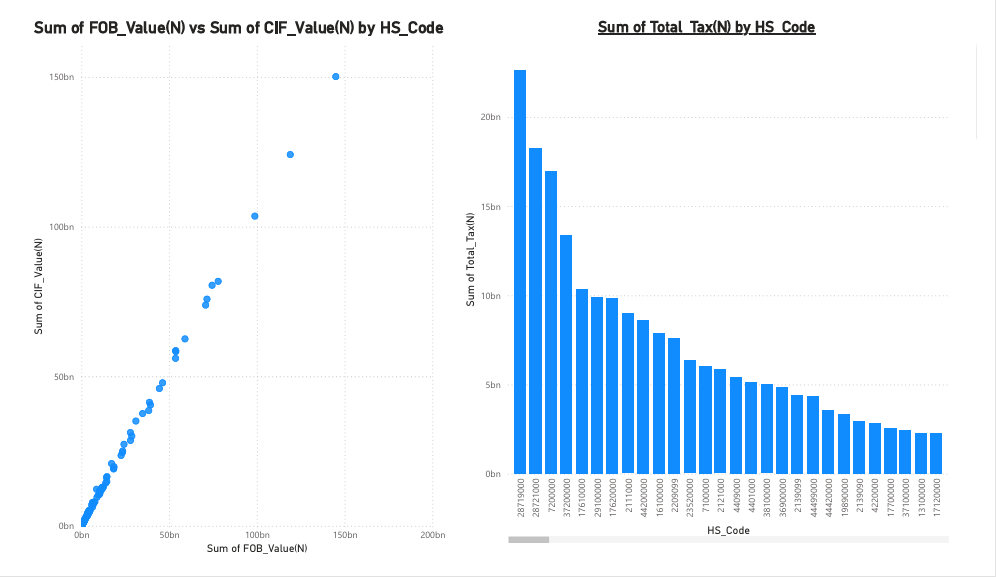 Sum of FOB_Value(N) vs Sum of CIF_Value(N) by HS_Code
150bn
100bn
50bn
0bn
Sum of CIF_Value(N)
0bn 50bn 100bn 150bn 200bn
Sum of FOB_Value(N)
Sum of Total_Tax(N) by HS_Code
20bn
15bn
10bn
5bn
0bn
Sum of Total_Tax(N)
28719000
28721000
7200000
37200000
17610000
29100000
17620000
2111000
44200000
16100000
2209099
23520000
7100000
2121000
4409000
4401000
38100000
36900000
2139099
44499000
44420000
19890000
2139090
4220000
17700000
37100000
13100000
17120000
HS_Code